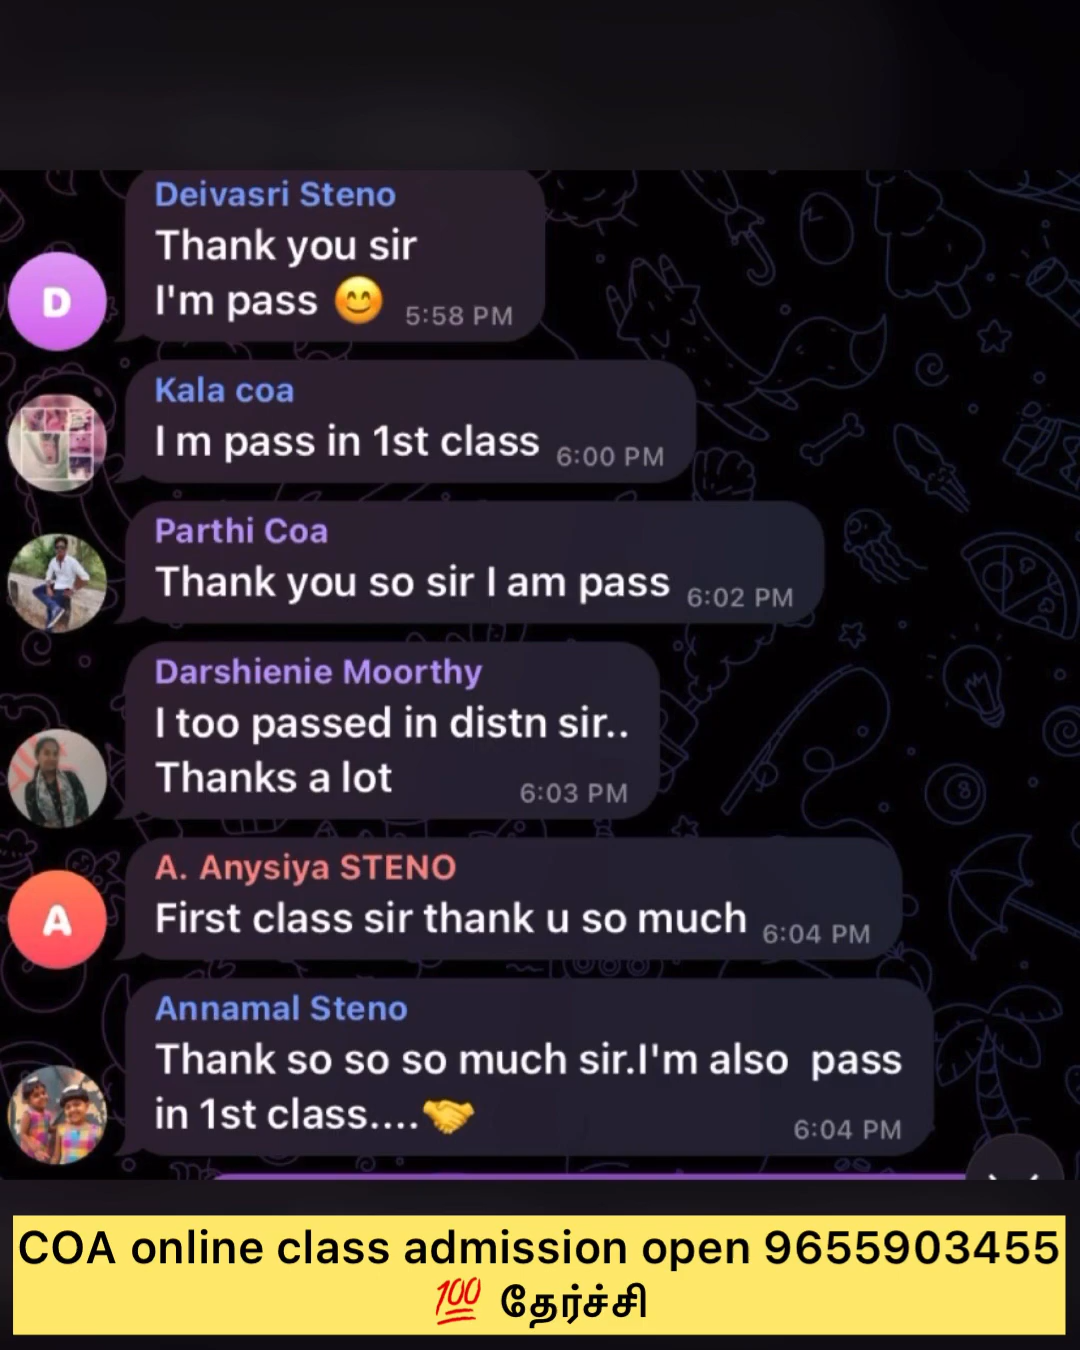 Deivasri Steno
Thank you sir
I'm pass 😊 5:58 PM
D
Kala coa
I m pass in 1st class 6:00 PM
Parthi Coa
Thank you so sir I am pass 6:02 PM
Darshienie Moorthy
I too passed in distn sir..
Thanks a lot 6:03 PM
A. Anysiya STENO
A
First class sir thank u so much 6:04 PM
Annamal Steno
Thank so so so much sir.I'm also  pass
in 1st class....🤝 6:04 PM
COA online class admission open 9655903455
💯 தேர்ச்சி